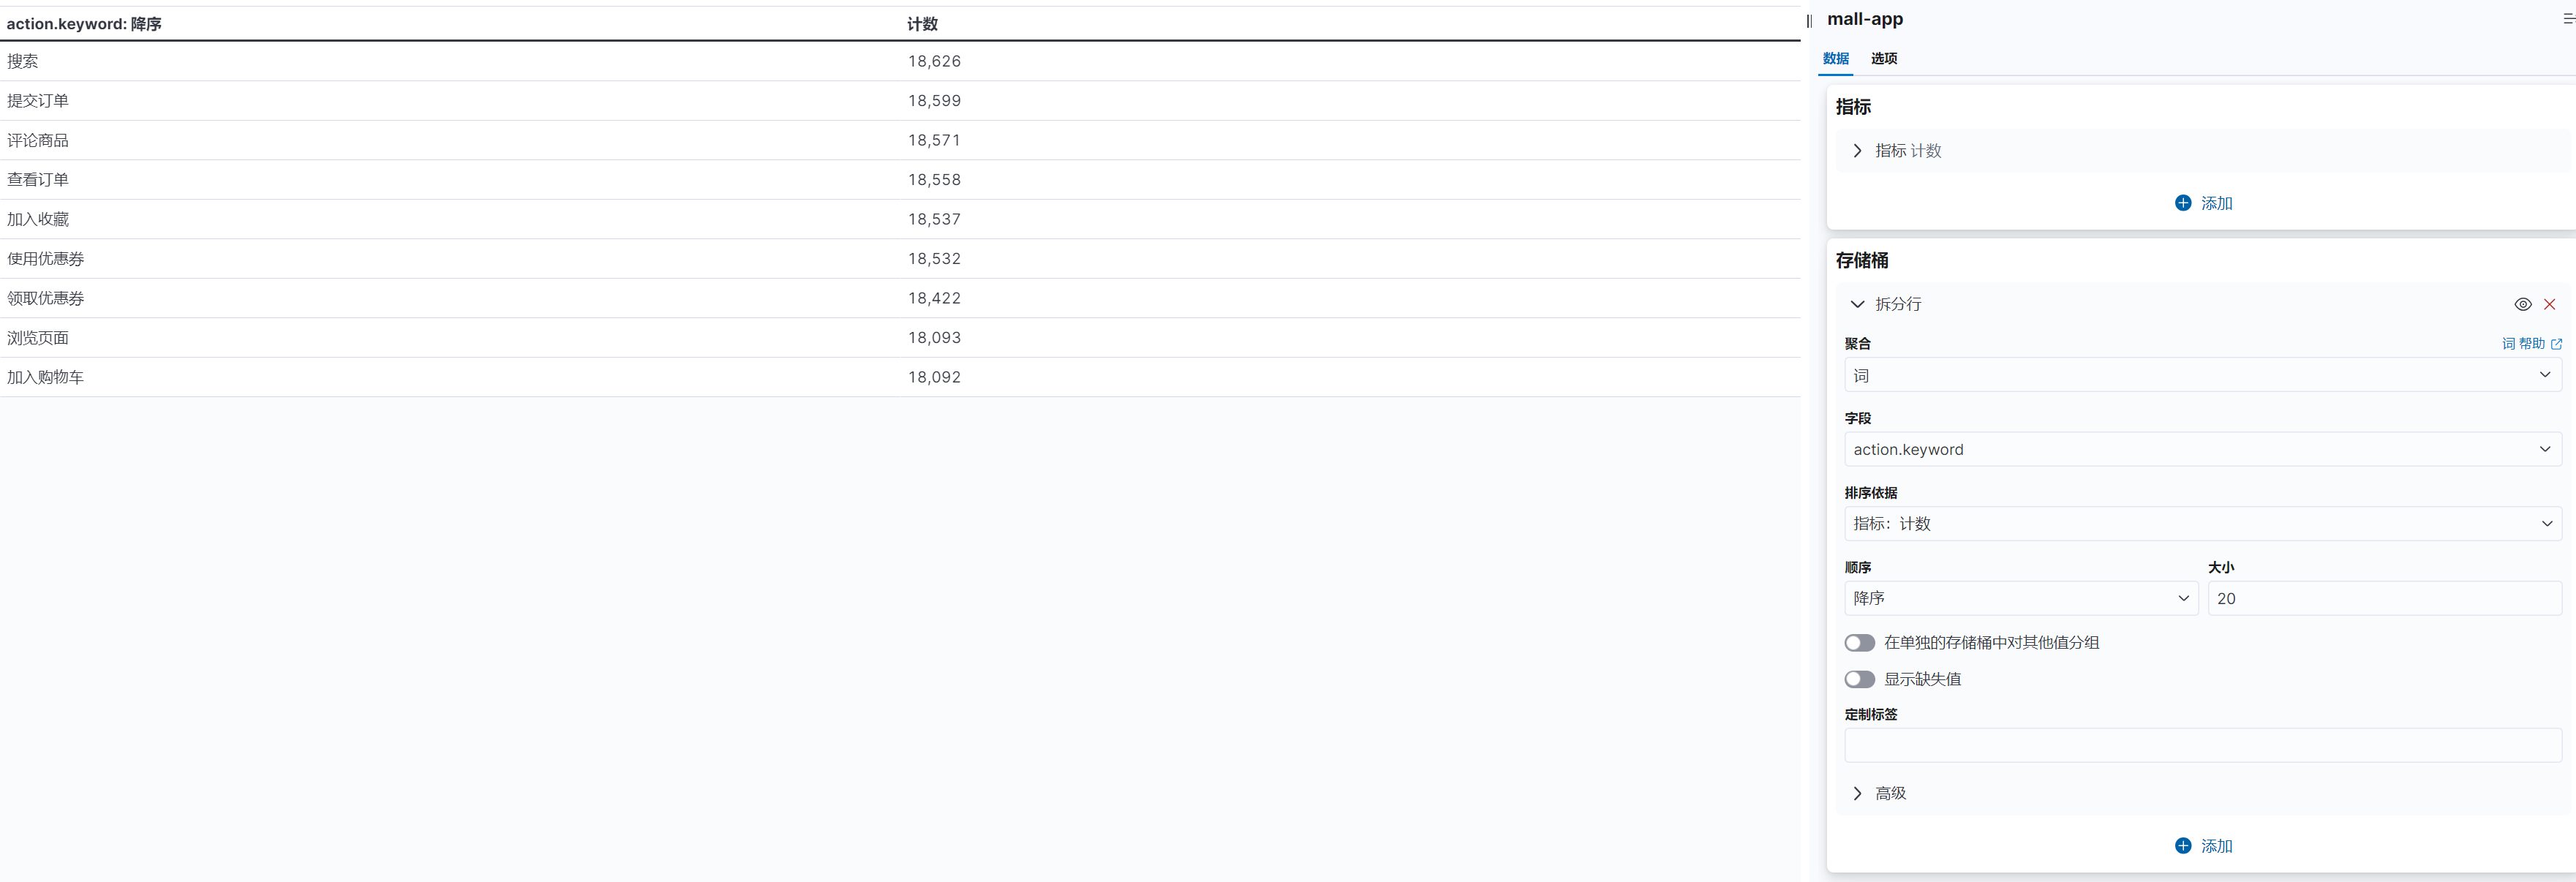 action.keyword: 降序 计数
搜索 18,626
提交订单 18,599
评论商品 18,571
查看订单 18,558
加入收藏 18,537
使用优惠券 18,532
领取优惠券 18,422
浏览页面 18,093
加入购物车 18,092
mall-app
数据 选项
指标
指标 计数
添加
存储桶
拆分行
聚合 词 帮助
词
字段
action.keyword
排序依据
指标：计数
顺序 大小
降序 20
在单独的存储桶中对其他值分组
显示缺失值
定制标签
高级
添加